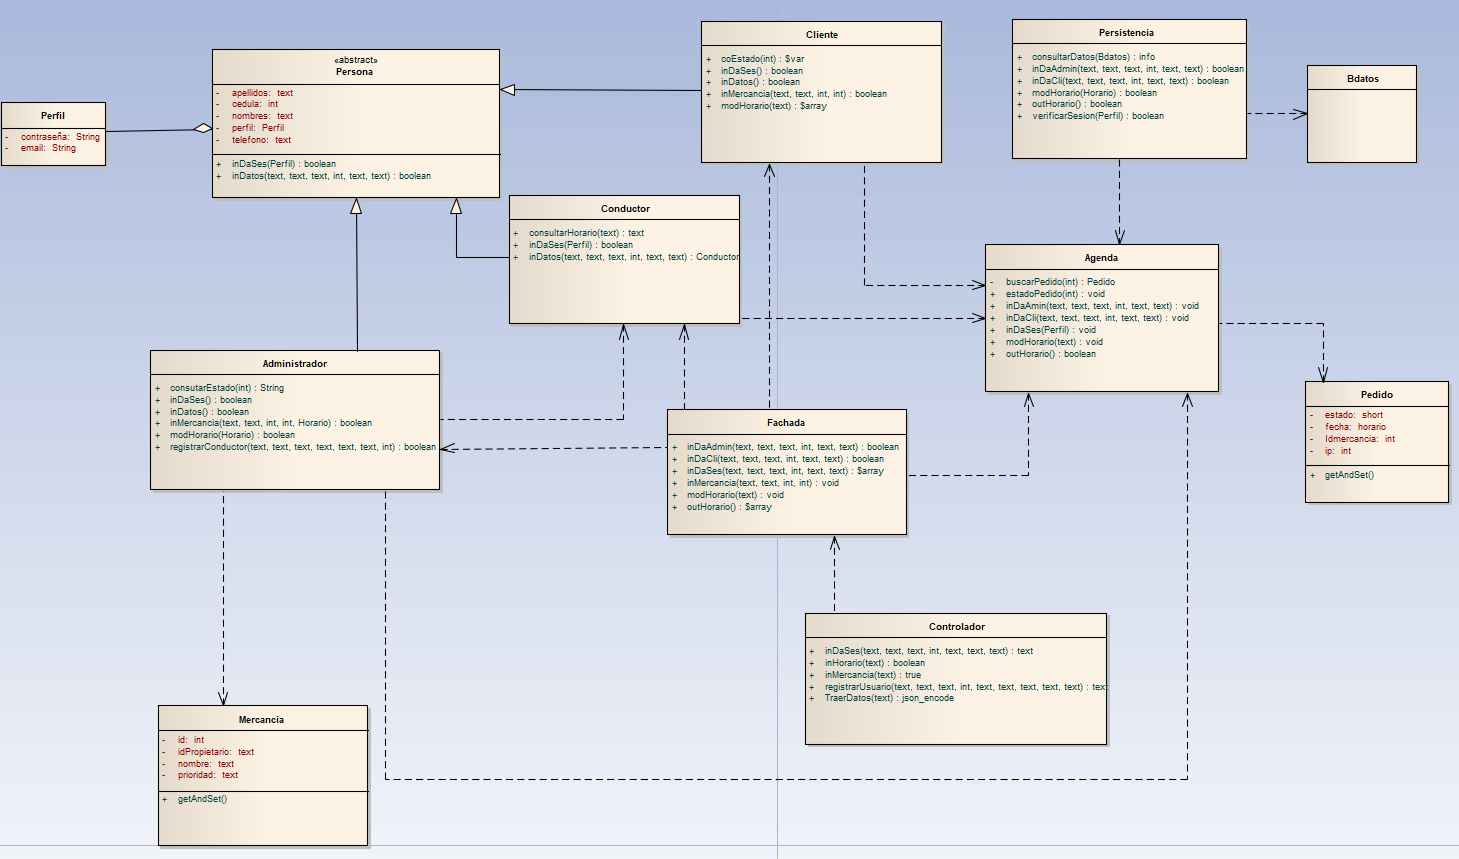 Perfil
- contraseña: String
- email: String
«abstract»
Persona
- apellidos: text
- cedula: int
- nombres: text
- perfil: Perfil
- telefono: text
+ inDaSes(Perfil) : boolean
+ inDatos(text, text, text, int, text, text) : boolean
Cliente
+ coEstado(int) : $var
+ inDaSes() : boolean
+ inDatos() : boolean
+ inMercancia(text, text, int, int) : boolean
+ modHorario(text) : $array
Persistencia
+ consultarDatos(Bdatos) : info
+ inDaAdmin(text, text, text, int, text, text) : boolean
+ inDaCli(text, text, text, int, text, text) : boolean
+ modHorario(Horario) : boolean
+ outHorario() : boolean
+ verificarSesion(Perfil) : boolean
Bdatos
Conductor
+ consultarHorario(text) : text
+ inDaSes(Perfil) : boolean
+ inDatos(text, text, text, int, text, text) : Conductor
Agenda
- buscarPedido(int) : Pedido
+ estadoPedido(int) : void
+ inDaAmin(text, text, text, int, text, text) : void
+ inDaCli(text, text, text, int, text, text) : void
+ inDaSes(Perfil) : void
+ modHorario(text) : void
+ outHorario() : boolean
Administrador
+ consutarEstado(int) : String
+ inDaSes() : boolean
+ inDatos() : boolean
+ inMercancia(text, text, int, int, Horario) : boolean
+ modHorario(Horario) : boolean
+ registrarConductor(text, text, text, text, text, text, int) : boolean
Fachada
+ inDaAdmin(text, text, text, int, text, text) : boolean
+ inDaCli(text, text, text, int, text, text) : boolean
+ inDaSes(text, text, text, int, text, text) : $array
+ inMercancia(text, text, int, int) : void
+ modHorario(text) : void
+ outHorario() : $array
Pedido
- estado: short
- fecha: horario
- Idmercancia: int
- ip: int
+ getAndSet()
Controlador
+ inDaSes(text, text, text, int, text, text, text) : text
+ inHorario(text) : boolean
+ inMercancia(text) : true
+ registrarUsuario(text, text, text, int, text, text, text, text, text) : text
+ TraerDatos(text) : json_encode
Mercancia
- id: int
- idPropietario: text
- nombre: text
- prioridad: text
+ getAndSet()